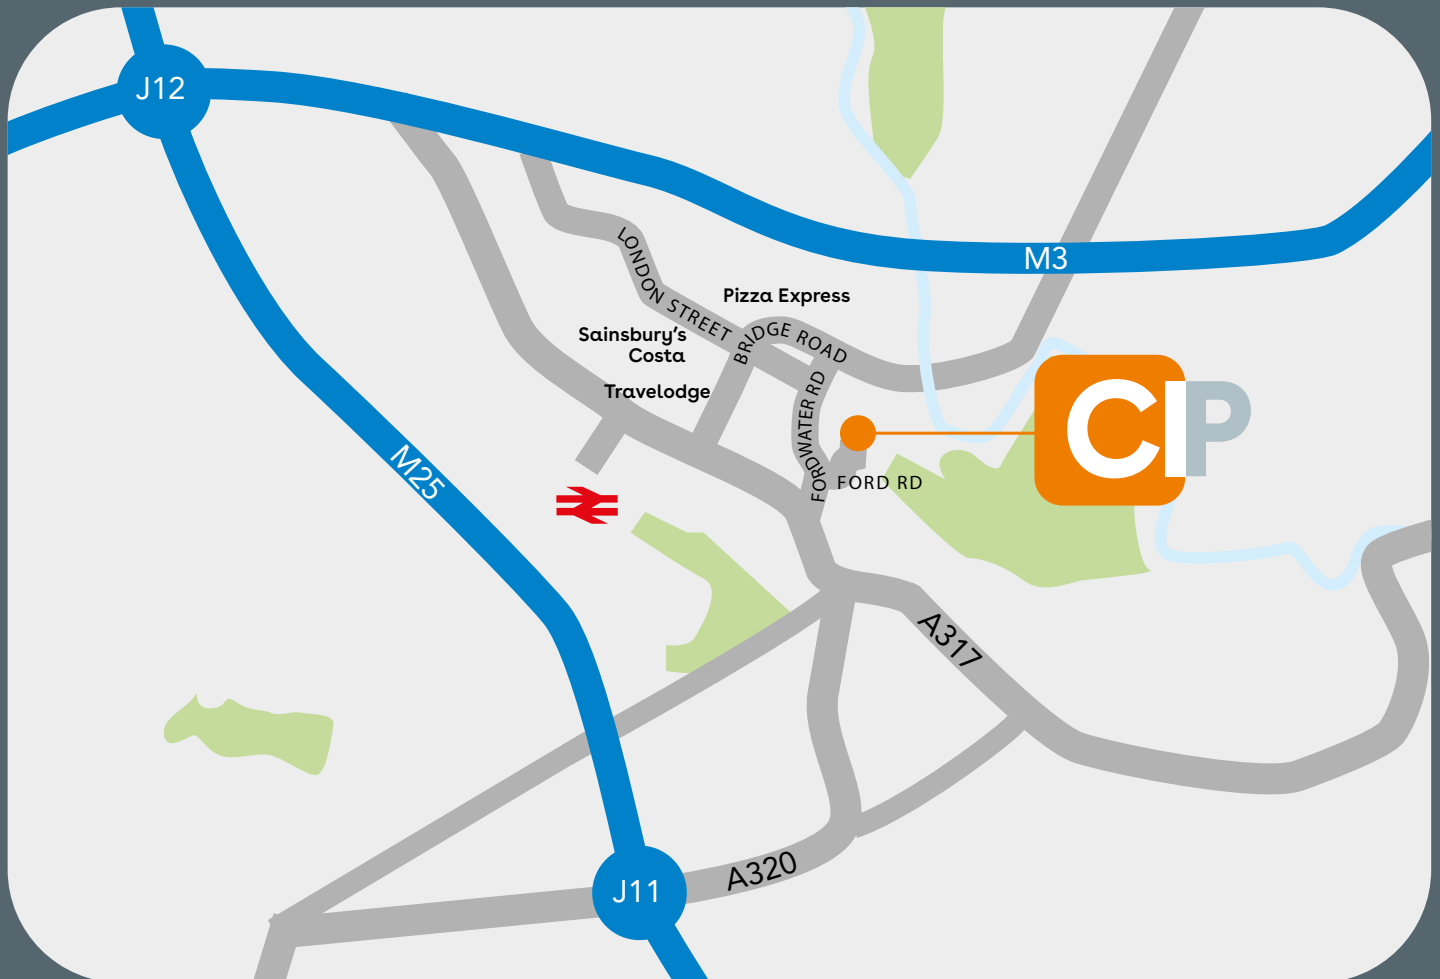 J12
M3
LONDON STREET
Pizza Express
BRIDGE ROAD
Sainsbury's
Costa
Travelodge
FORDWATER RD
CIP
FORD RD
M25
A317
A320
J11